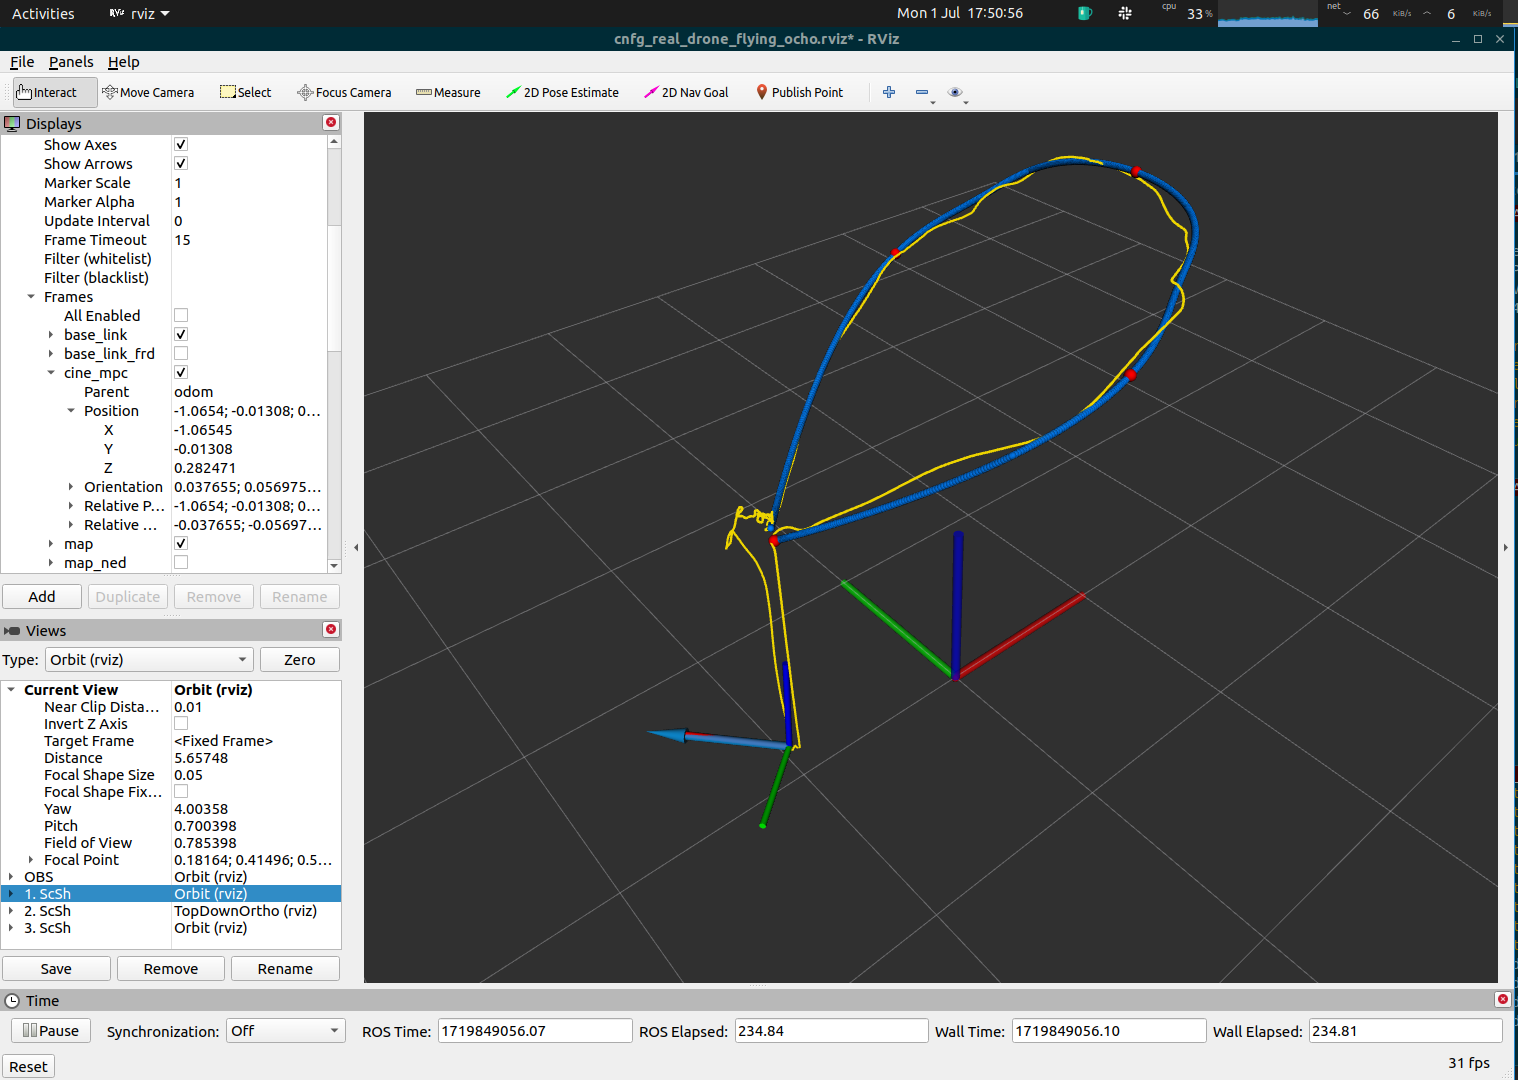 Activities RViz rviz Mon 1 Jul 17:50:56 cpu 33 % net 66 KiB/s 6 KiB/s
cnfg_real_drone_flying_ocho.rviz* - RViz
File Panels Help
Interact Move Camera Select Focus Camera Measure 2D Pose Estimate 2D Nav Goal Publish Point
Displays
Show Axes
Show Arrows
Marker Scale 1
Marker Alpha 1
Update Interval 0
Frame Timeout 15
Filter (whitelist)
Filter (blacklist)
Frames
All Enabled
base_link
base_link_frd
cine_mpc
Parent odom
Position -1.0654; -0.01308; 0...
X -1.06545
Y -0.01308
Z 0.282471
Orientation 0.037655; 0.056975...
Relative P... -1.0654; -0.01308; 0...
Relative ... -0.037655; -0.05697...
map
map_ned
Add Duplicate Remove Rename
Views
Type: Orbit (rviz) Zero
Current View Orbit (rviz)
Near Clip Dista... 0.01
Invert Z Axis
Target Frame <Fixed Frame>
Distance 5.65748
Focal Shape Size 0.05
Focal Shape Fix...
Yaw 4.00358
Pitch 0.700398
Field of View 0.785398
Focal Point 0.18164; 0.41496; 0.5...
OBS Orbit (rviz)
1. ScSh Orbit (rviz)
2. ScSh TopDownOrtho (rviz)
3. ScSh Orbit (rviz)
Save Remove Rename
Time
Pause Synchronization: Off ROS Time: 1719849056.07 ROS Elapsed: 234.84 Wall Time: 1719849056.10 Wall Elapsed: 234.81
Reset 31 fps